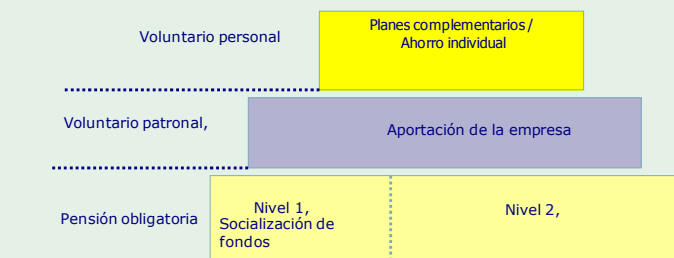 Voluntario personal
Planes complementarios /
Ahorro individual
Voluntario patronal,
Aportación de la empresa
Pensión obligatoria
Nivel 1,
Socialización de
fondos
Nivel 2,